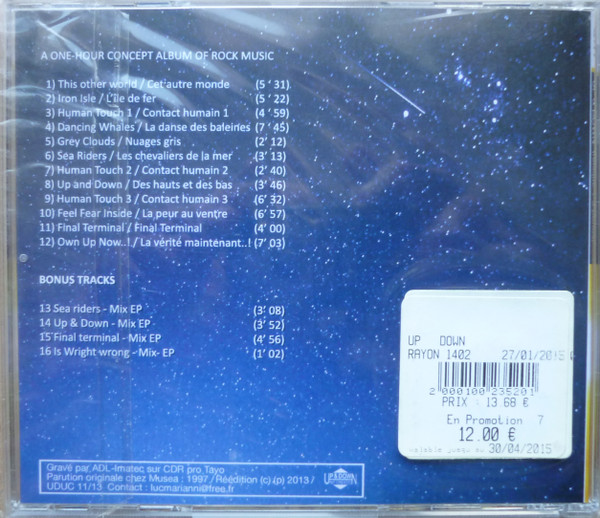 A ONE-HOUR CONCEPT ALBUM OF ROCK MUSIC
1) This other world / Cet autre monde (5 ' 31)
2) Iron Isle / L'île de fer (5 ' 22)
3) Human Touch 1 / Contact humain 1 (4' 59)
4) Dancing Whales / La danse des baleines (7' 45)
5) Grey Clouds / Nuages gris (2' 12)
6) Sea Riders / Les chevaliers de la mer (3' 13)
7) Human Touch 2 / Contact humain 2 (2' 40)
8) Up and Down / Des hauts et des bas (3' 46)
9) Human Touch 3 / Contact humain 3 (6' 32)
10) Feel Fear Inside / La peur au ventre (6' 57)
11) Final Terminal / Final Terminal (4' 00)
12) Own Up Now..! / La vérité maintenant..! (7' 03)
BONUS TRACKS
13 Sea riders - Mix EP (3' 08)
14 Up & Down - Mix EP (3' 52)
15 Final terminal - Mix EP (4' 56)
16 Is Wright wrong - Mix- EP (1' 02)
UP DOWN
RAYON 1402 27/01/2015
2 000100 235201
PRIX : 13.68 €
En Promotion 7
12.00 €
valable jusqu'au 30/04/2015
Gravé par ADL-Imatec sur CDR pro Tayo
Parution originale chez Musea : 1997 / Réédition (c) (p) 2013 /
UDUC 11/13 Contact : lucmarianni@free.fr
UP & DOWN